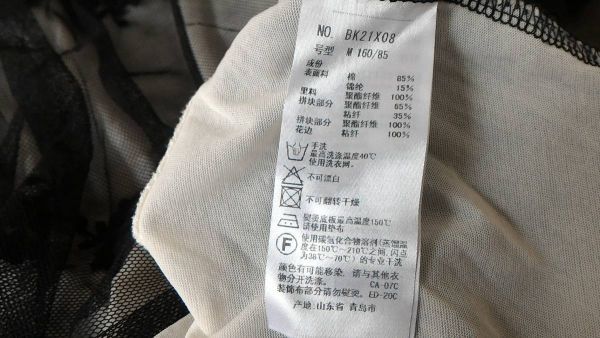 NO. BK21X08
号型 M 160/85
成份
表面料 棉 85%
锦纶 15%
里料 聚酯纤维 100%
拼块部分 聚酯纤维 65%
粘纤 35%
拼块部分 聚酯纤维 100%
花边 粘纤 100%
手洗
最高洗涤温度40℃
使用洗衣网。
不可漂白
不可翻转干燥
熨烫底板最高温度150℃
请使用垫布
F
使用碳氢化合物溶剂(蒸馏温
度在150℃~210℃之间,闪点
为38℃~70℃)的专业干洗
颜色有可能移染, 请与其他衣
物分开洗涤。 CA-07C
装饰布部分请勿熨烫。 ED-20C
产地:山东省 青岛市